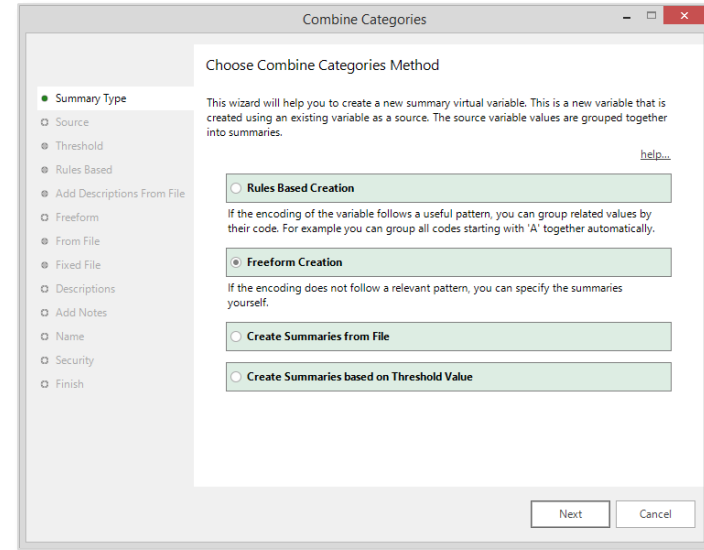 Combine Categories
Choose Combine Categories Method
Summary Type
Source
Threshold
Rules Based
Add Descriptions From File
Freeform
From File
Fixed File
Descriptions
Add Notes
Name
Security
Finish
This wizard will help you to create a new summary virtual variable. This is a new variable that is
created using an existing variable as a source. The source variable values are grouped together
into summaries.
help...
Rules Based Creation
If the encoding of the variable follows a useful pattern, you can group related values by
their code. For example you can group all codes starting with 'A' together automatically.
Freeform Creation
If the encoding does not follow a relevant pattern, you can specify the summaries
yourself.
Create Summaries from File
Create Summaries based on Threshold Value
Next
Cancel